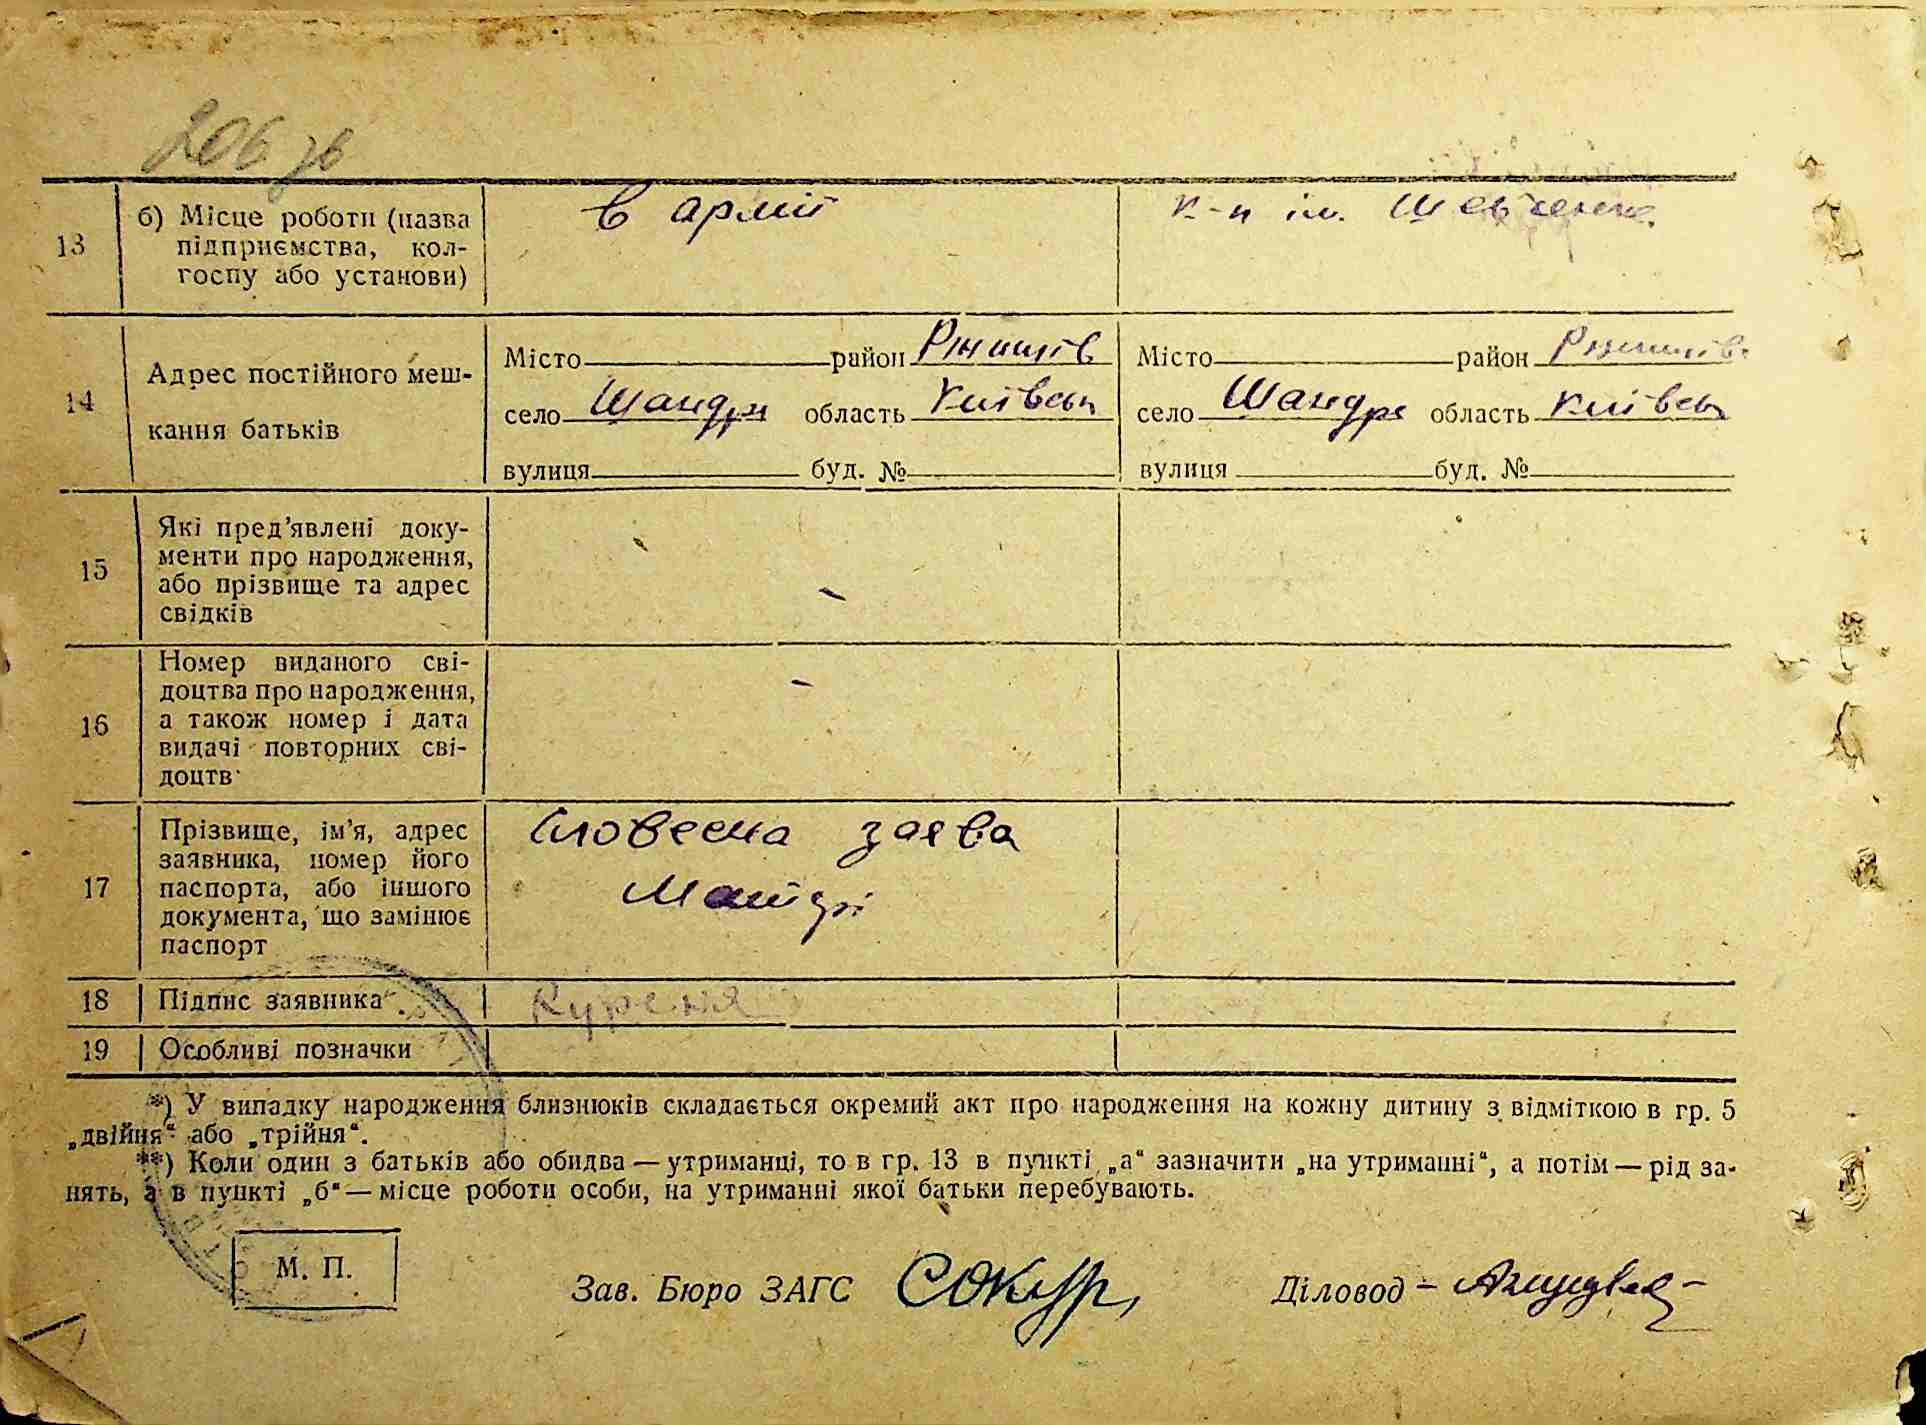 206 зв
13
б) Місце роботи (назва
підприємства, кол-
госпу або установи)
в армії
к-п ім. Шевченка
14
Адрес постійного меш-
кання батьків
Місто район Ржищів
село Шандри область Київськ
вулиця буд. №
Місто район Ржищів
село Шандра область Київськ
вулиця буд. №
15
Які пред’явлені доку-
менти про народження,
або прізвище та адрес
свідків
-
16
Номер виданого сві-
доцтва про народження,
а також номер і дата
видачі повторних сві-
доцтв
-
17
Прізвище, ім’я, адрес
заявника, номер його
паспорта, або іншого
документа, що замінює
паспорт
Словесна заява
Матері
18
Підпис заявника
Куреня
19
Особливі позначки
*) У випадку народження близнюків складається окремий акт про народження на кожну дитину з відміткою в гр. 5
„двійня“ або „трійня“.
**) Коли один з батьків або обидва — утриманці, то в гр. 13 в пункті „а“ зазначити „на утриманні“, а потім — рід за-
нять, а в пункті „б“ — місце роботи особи, на утриманні якої батьки перебувають.
М. П.
Зав. Бюро ЗАГС Сокур
Діловод -